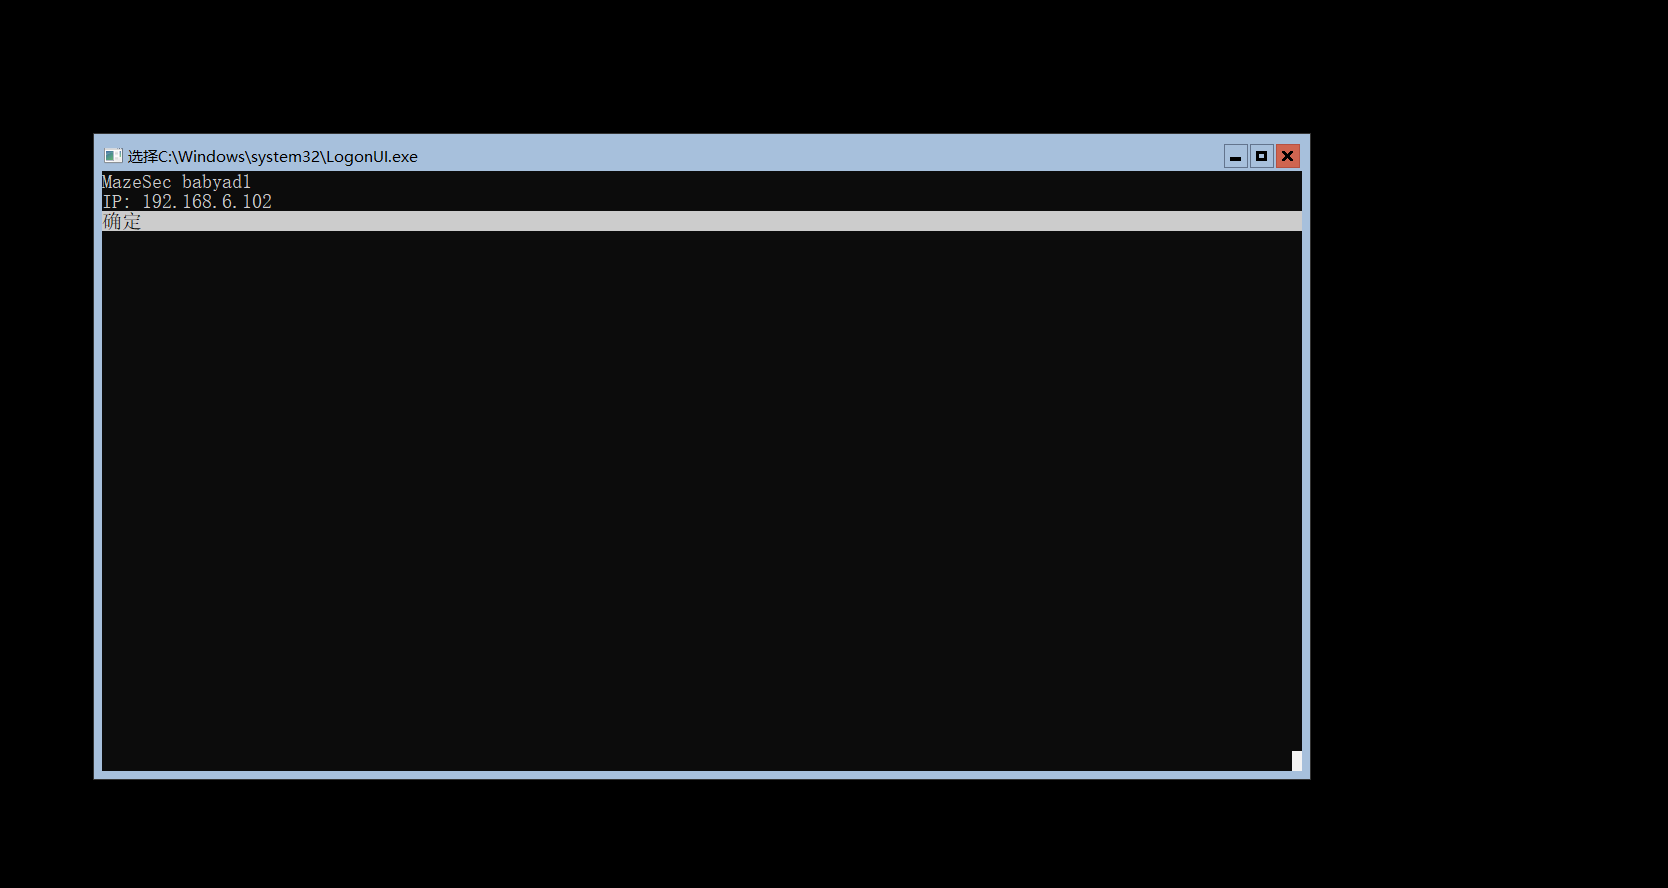 选择C:\Windows\system32\LogonUI.exe
MazeSec babyad1
IP: 192.168.6.102
确定